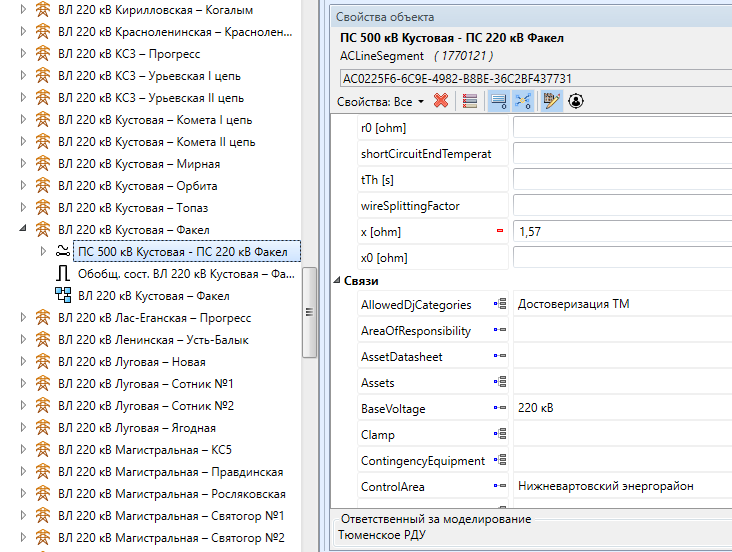 ВЛ 220 кВ Кирилловская – Когалым
ВЛ 220 кВ Красноленинская – Краснолен...
ВЛ 220 кВ КС3 – Прогресс
ВЛ 220 кВ КС3 – Урьевская I цепь
ВЛ 220 кВ КС3 – Урьевская II цепь
ВЛ 220 кВ Кустовая – Комета I цепь
ВЛ 220 кВ Кустовая – Комета II цепь
ВЛ 220 кВ Кустовая – Мирная
ВЛ 220 кВ Кустовая – Орбита
ВЛ 220 кВ Кустовая – Топаз
ВЛ 220 кВ Кустовая – Факел
ПС 500 кВ Кустовая - ПС 220 кВ Факел
Обобщ. сост. ВЛ 220 кВ Кустовая – Фа...
ВЛ 220 кВ Кустовая – Факел
ВЛ 220 кВ Лас-Еганская – Прогресс
ВЛ 220 кВ Ленинская – Усть-Балык
ВЛ 220 кВ Луговая – Новая
ВЛ 220 кВ Луговая – Сотник №1
ВЛ 220 кВ Луговая – Сотник №2
ВЛ 220 кВ Луговая – Ягодная
ВЛ 220 кВ Магистральная – КС5
ВЛ 220 кВ Магистральная – Правдинская
ВЛ 220 кВ Магистральная – Росляковская
ВЛ 220 кВ Магистральная – Святогор №1
ВЛ 220 кВ Магистральная – Святогор №2
Свойства объекта
ПС 500 кВ Кустовая - ПС 220 кВ Факел
ACLineSegment (1770121)
AC0225F6-6C9E-4982-B8BE-36C2BF437731
Свойства: Все
r0 [ohm]
shortCircuitEndTemperat
tTh [s]
wireSplittingFactor
x [ohm] 1,57
x0 [ohm]
Связи
AllowedDjCategories Достоверизация ТМ
AreaOfResponsibility
AssetDatasheet
Assets
BaseVoltage 220 кВ
Clamp
ContingencyEquipment
ControlArea Нижневартовский энергорайон
Ответственный за моделирование
Тюменское РДУ